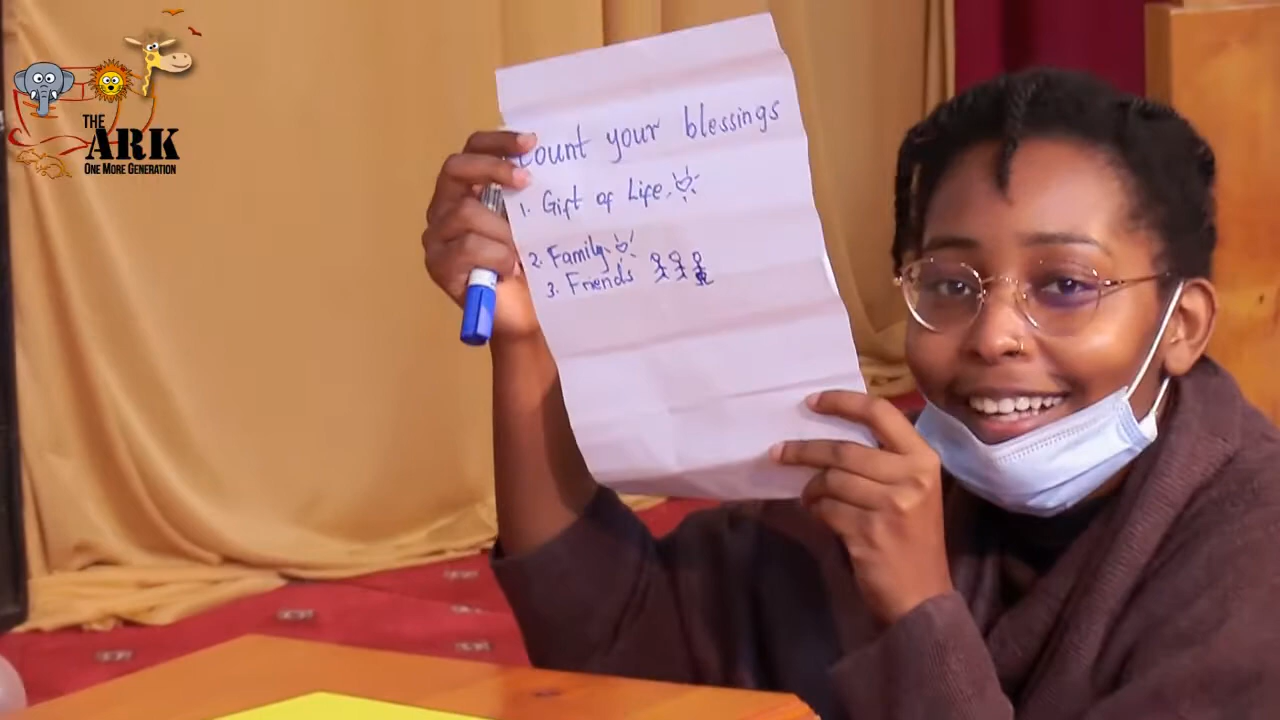 THE
ARK
ONE MORE GENERATION
Count your blessings
1. Gift of Life.
2. Family
3. Friends